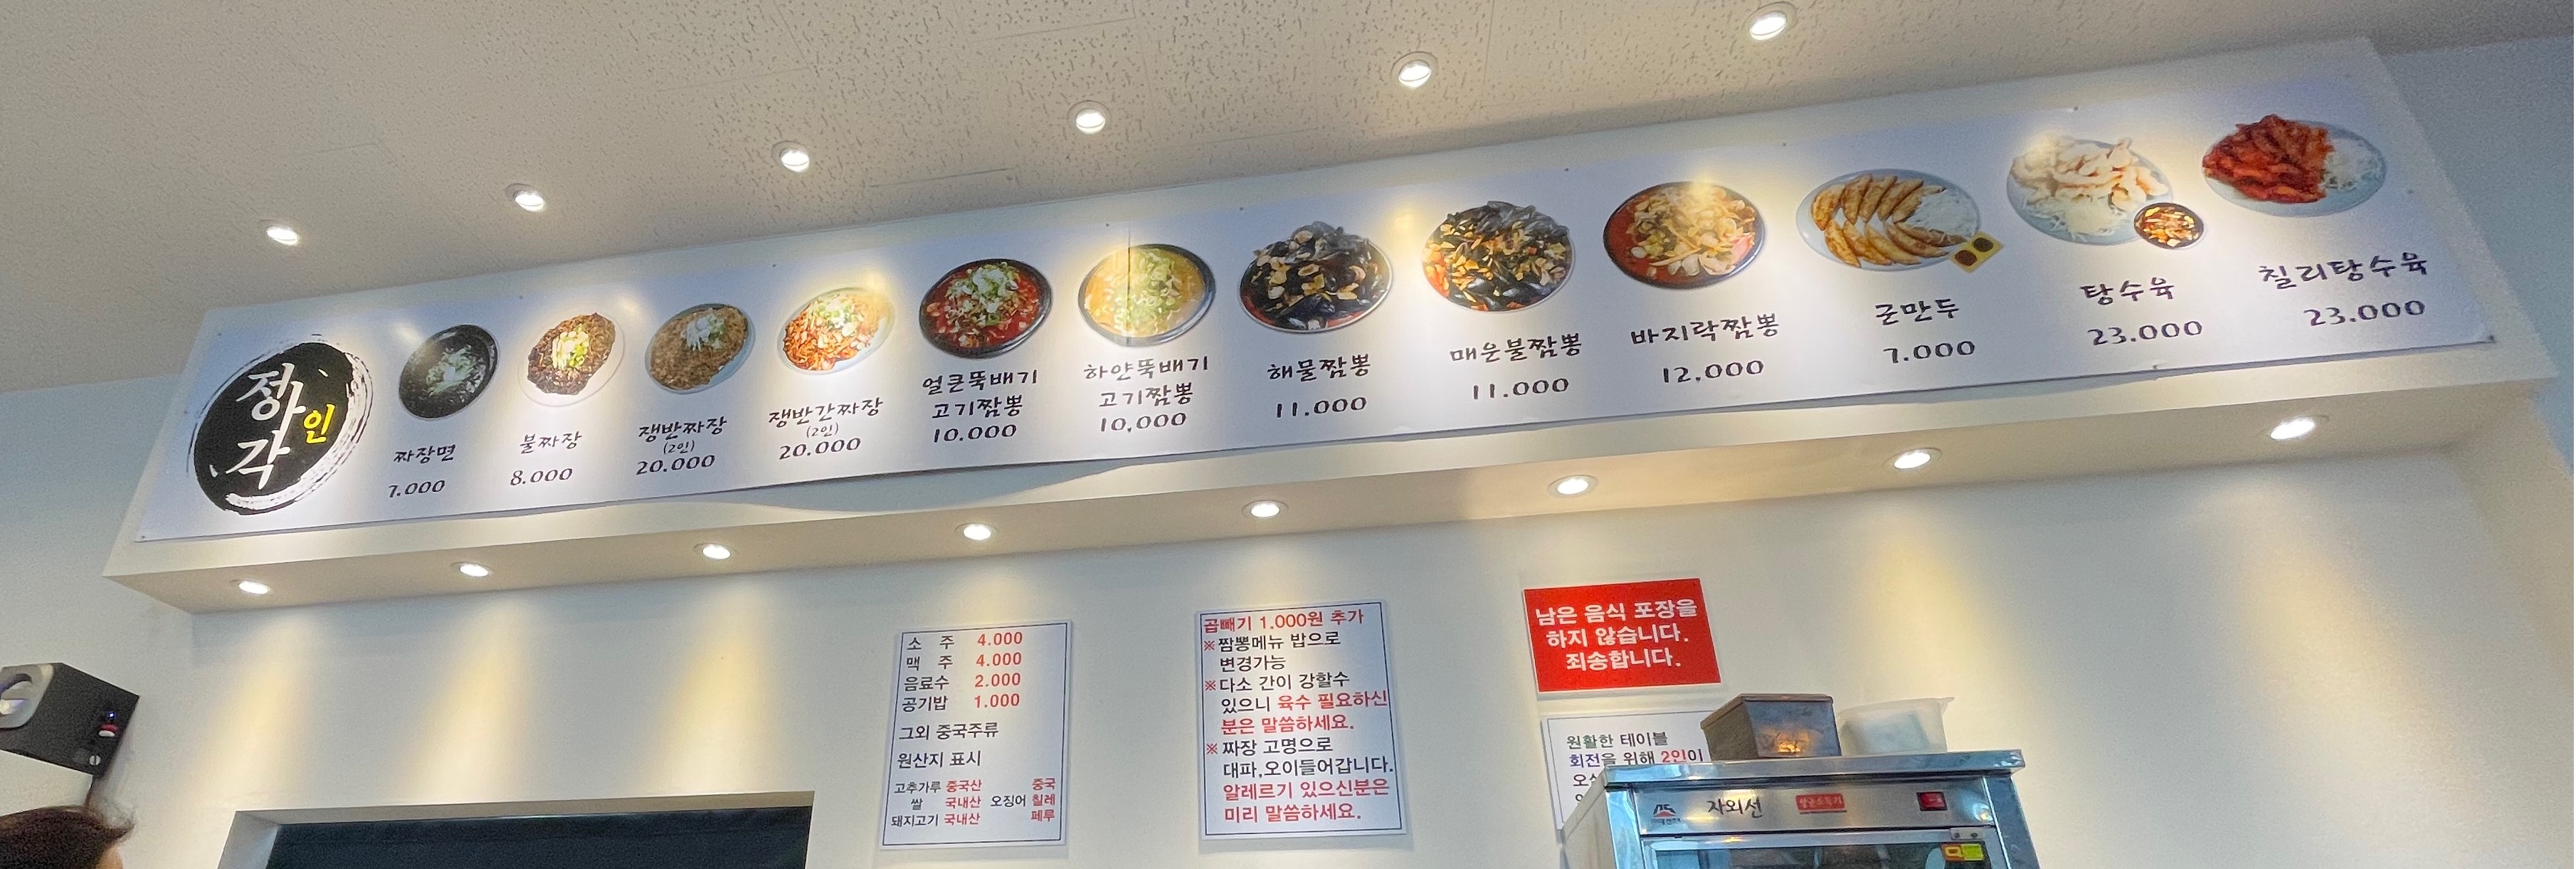 정각
인
짜장면
7.000
불짜장
8.000
쟁반짜장
(2인)
20.000
쟁반간짜장
(2인)
20.000
얼큰뚝배기
고기짬뽕
10.000
하얀뚝배기
고기짬뽕
10,000
해물짬뽕
11.000
매운불짬뽕
11.000
바지락짬뽕
12,000
군만두
7.000
탕수육
23.000
칠리탕수육
23.000
소 주 4.000
맥 주 4.000
음료수 2.000
공기밥 1.000
그외 중국주류
원산지 표시
고추가루 중국산 중국
쌀 국내산 오징어 칠레
돼지고기 국내산 페루
곱빼기 1.000원 추가
※짬뽕메뉴 밥으로
변경가능
※다소 간이 강할수
있으니 육수 필요하신
분은 말씀하세요.
※짜장 고명으로
대파,오이들어갑니다.
알레르기 있으신분은
미리 말씀하세요.
남은 음식 포장을
하지 않습니다.
죄송합니다.
원활한 테이블
회전을 위해 2인이
자외선